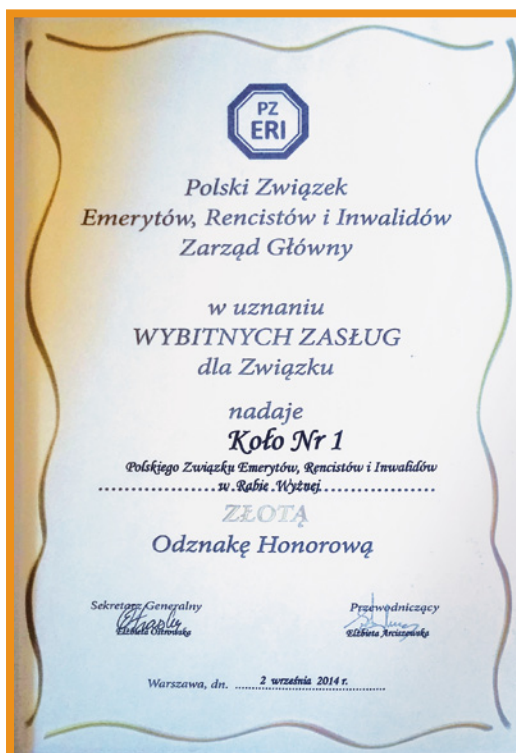 PZ
ERI
Polski Związek
Emerytów, Rencistów i Inwalidów
Zarząd Główny
w uznaniu
WYBITNYCH ZASŁUG
dla Związku
nadaje
Koło Nr 1
Polskiego Związku Emerytów, Rencistów i Inwalidów
w Rabie Wyżnej
ZŁOTĄ
Odznakę Honorową
Sekretarz Generalny
Elżbieta Ostrowska
Przewodniczący
Elżbieta Arciszewska
Warszawa, dn. 2 września 2014 r.